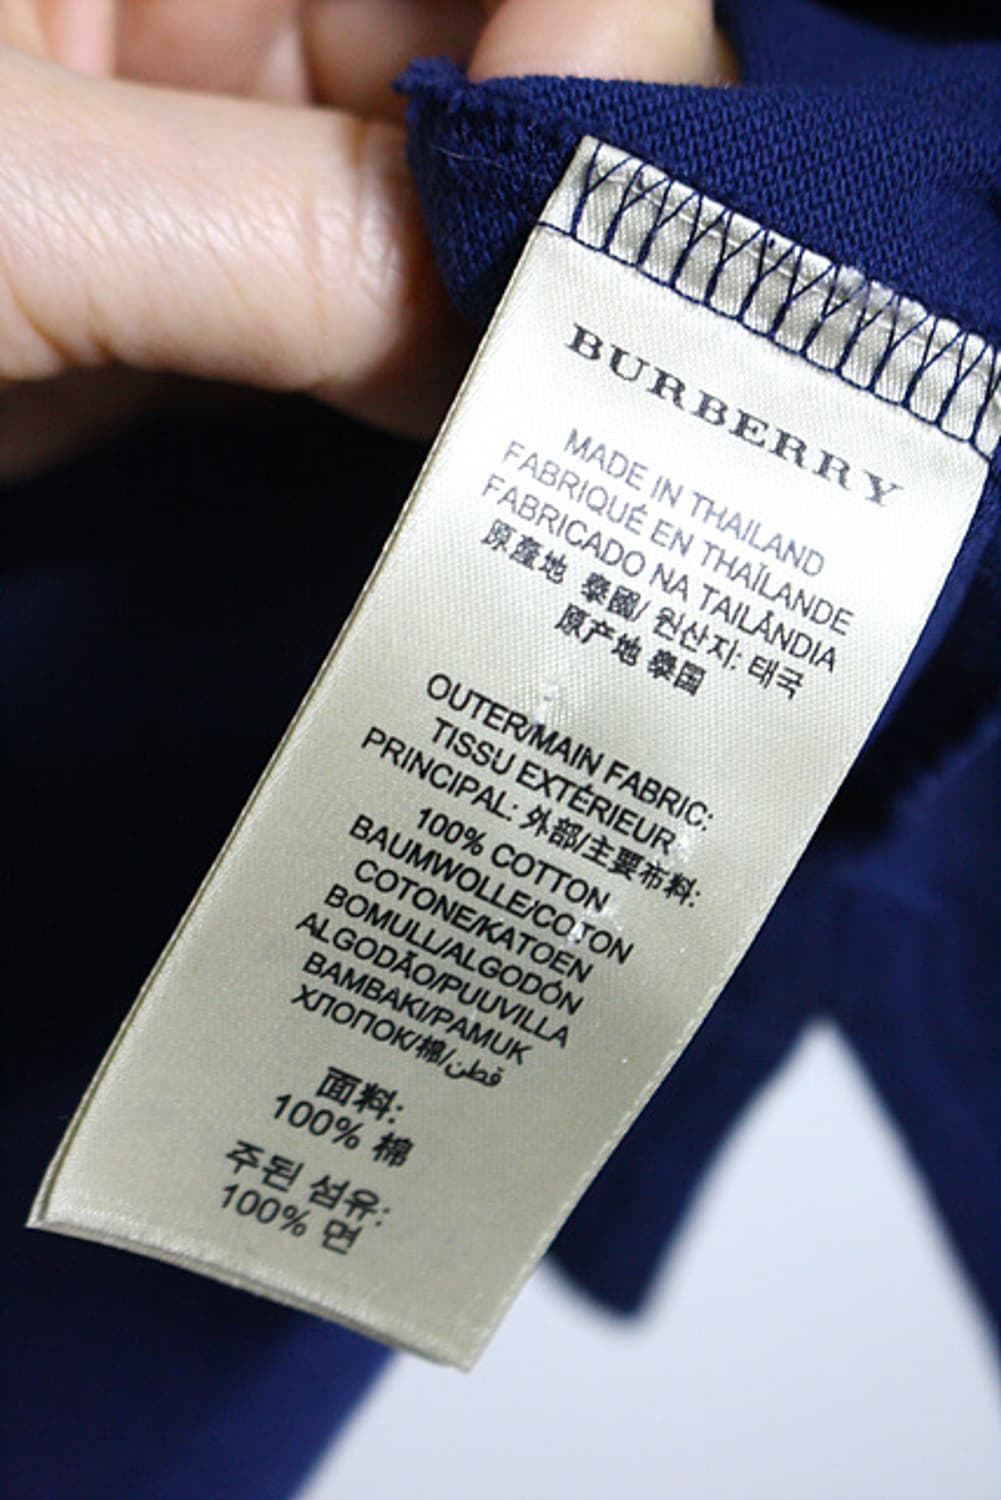 BURBERRY
MADE IN THAILAND
FABRIQUÉ EN THAÏLANDE
FABRICADO NA TAILÂNDIA
原產地 泰國/ 원산지: 태국
原产地 泰国
OUTER/MAIN FABRIC:
TISSU EXTÉRIEUR
PRINCIPAL: 外部/主要布料:
100% COTTON
BAUMWOLLE/COTON
COTONE/KATOEN
BOMULL/ALGODÓN
ALGODÃO/PUUVILLA
BAMBAKI/PAMUK
ХЛОПОК/棉/قطن
面料:
100% 棉
주된 섬유:
100% 면